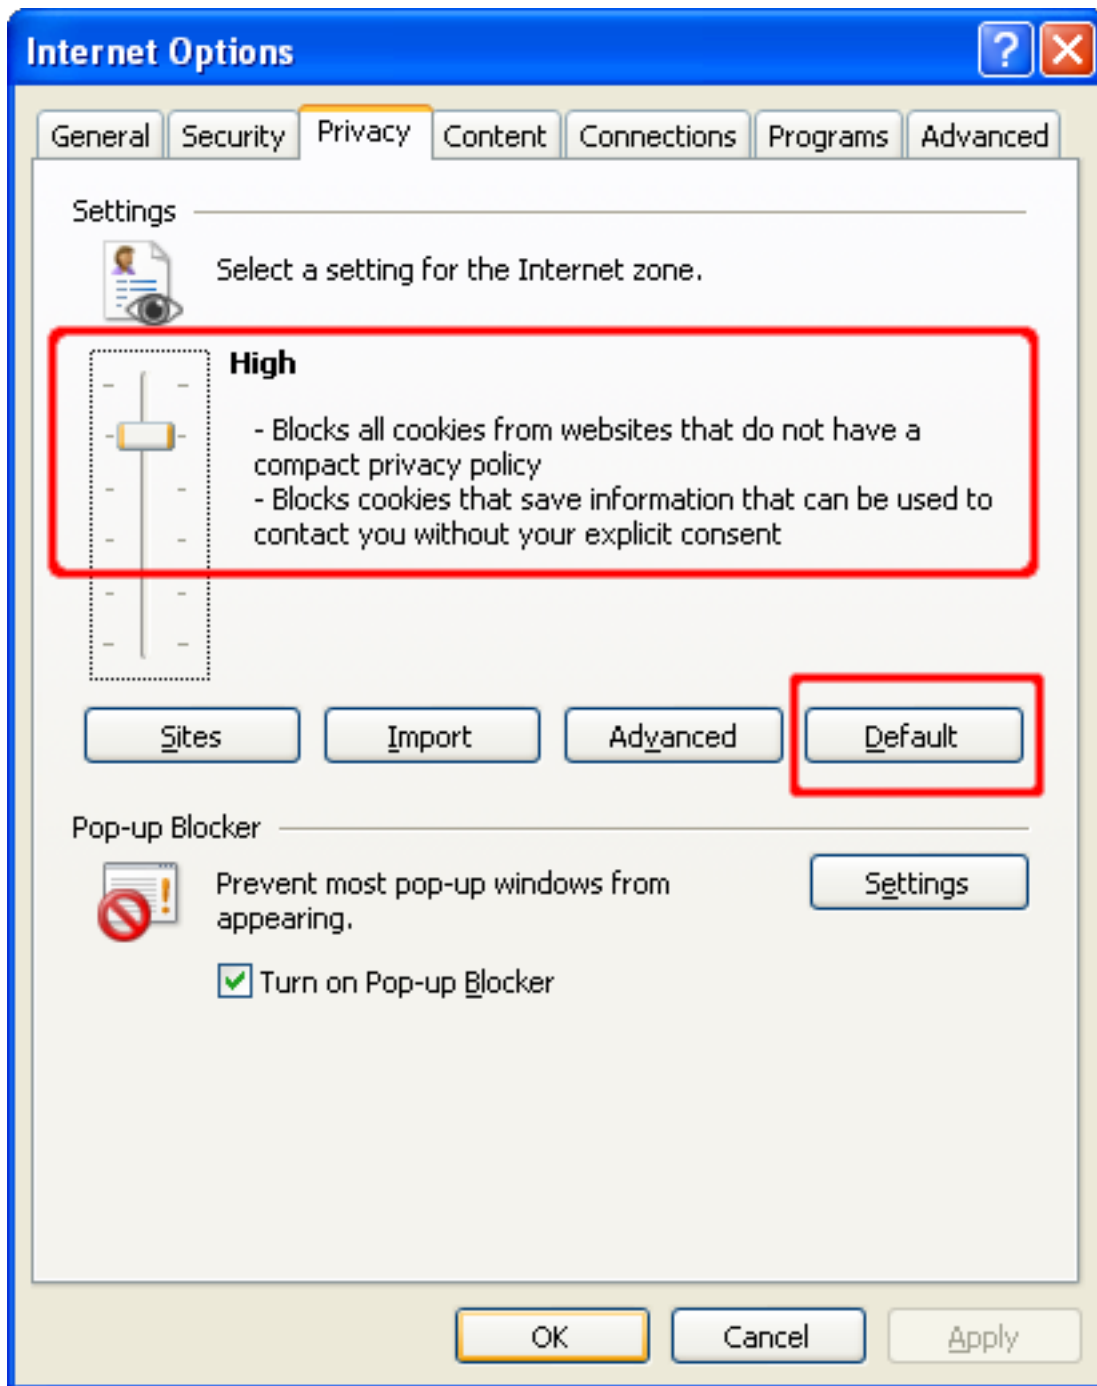 Internet Options
General Security Privacy Content Connections Programs Advanced
Settings
Select a setting for the Internet zone.
High
- Blocks all cookies from websites that do not have a
compact privacy policy
- Blocks cookies that save information that can be used to
contact you without your explicit consent
Sites Import Advanced Default
Pop-up Blocker
Prevent most pop-up windows from
appearing.
Settings
Turn on Pop-up Blocker
OK Cancel Apply